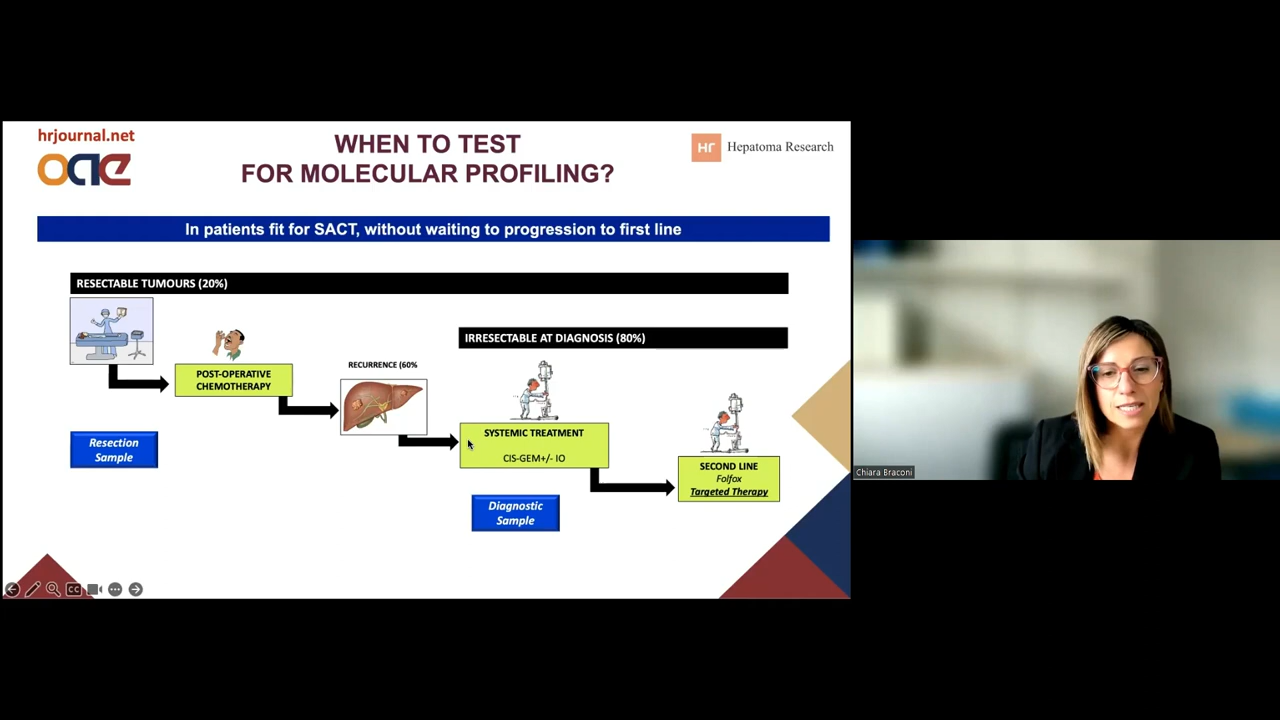 hrjournal.net
oae
WHEN TO TEST
FOR MOLECULAR PROFILING?
Hr
Hepatoma Research
In patients fit for SACT, without waiting to progression to first line
RESECTABLE TUMOURS (20%)
IRRESECTABLE AT DIAGNOSIS (80%)
POST-OPERATIVE
CHEMOTHERAPY
RECURRENCE (60%
SYSTEMIC TREATMENT
CIS-GEM+/- IO
SECOND LINE
Folfox
Targeted Therapy
Resection
Sample
Diagnostic
Sample
CC
Chiara Braconi